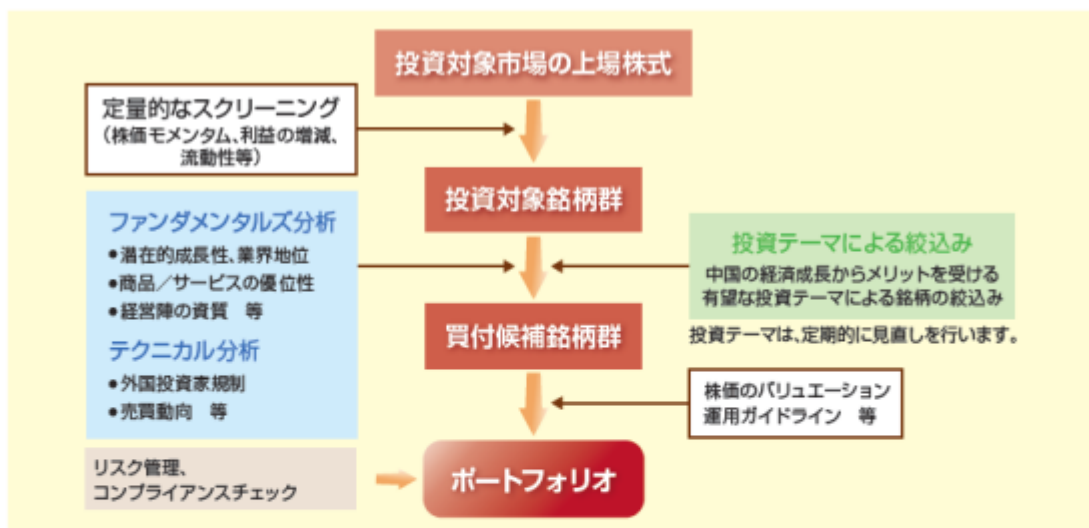 投資対象市場の上場株式
定量的なスクリーニング
（株価モメンタム、利益の増減、
流動性等）
投資対象銘柄群
ファンダメンタルズ分析
●潜在的成長性、業界地位
●商品／サービスの優位性
●経営陣の資質　等
テクニカル分析
●外国投資家規制
●売買動向　等
投資テーマによる絞込み
中国の経済成長からメリットを受ける
有望な投資テーマによる銘柄の絞込み
投資テーマは、定期的に見直しを行います。
買付候補銘柄群
株価のバリュエーション
運用ガイドライン　等
リスク管理、
コンプライアンスチェック
ポートフォリオ